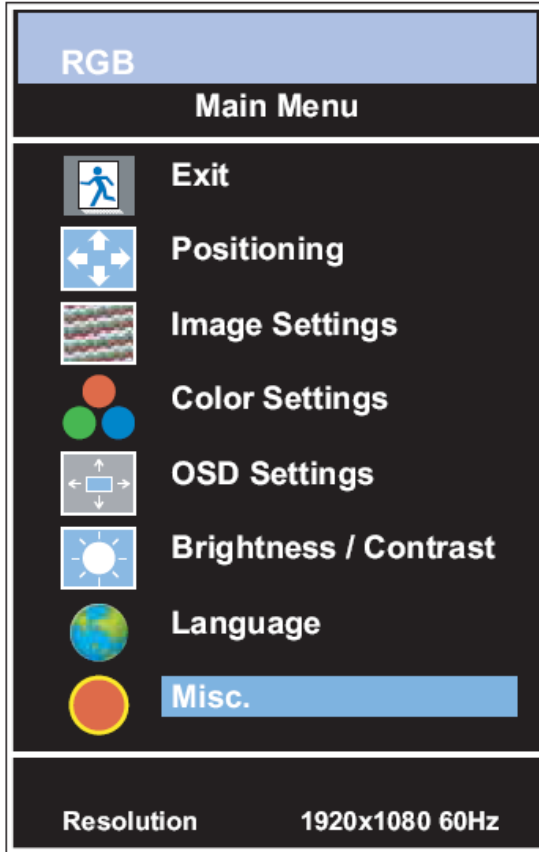 RGB
Main Menu
Exit
Positioning
Image Settings
Color Settings
OSD Settings
Brightness / Contrast
Language
Misc.
Resolution 1920x1080 60Hz